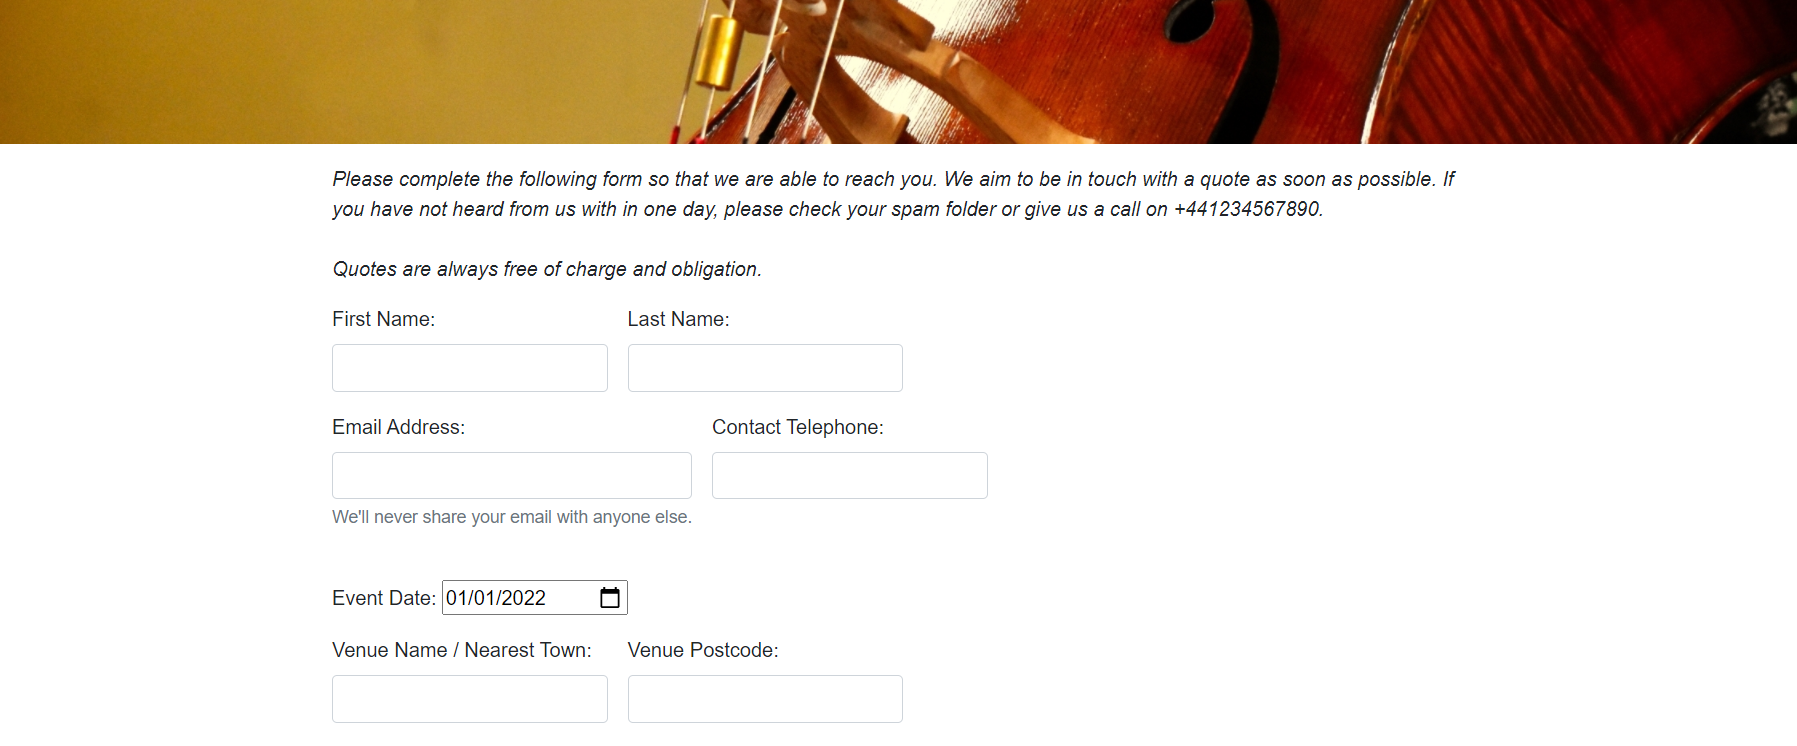 Please complete the following form so that we are able to reach you. We aim to be in touch with a quote as soon as possible. If
you have not heard from us with in one day, please check your spam folder or give us a call on +441234567890.
Quotes are always free of charge and obligation.
First Name: Last Name:
Email Address: Contact Telephone:
We'll never share your email with anyone else.
Event Date: 01/01/2022
Venue Name / Nearest Town: Venue Postcode: